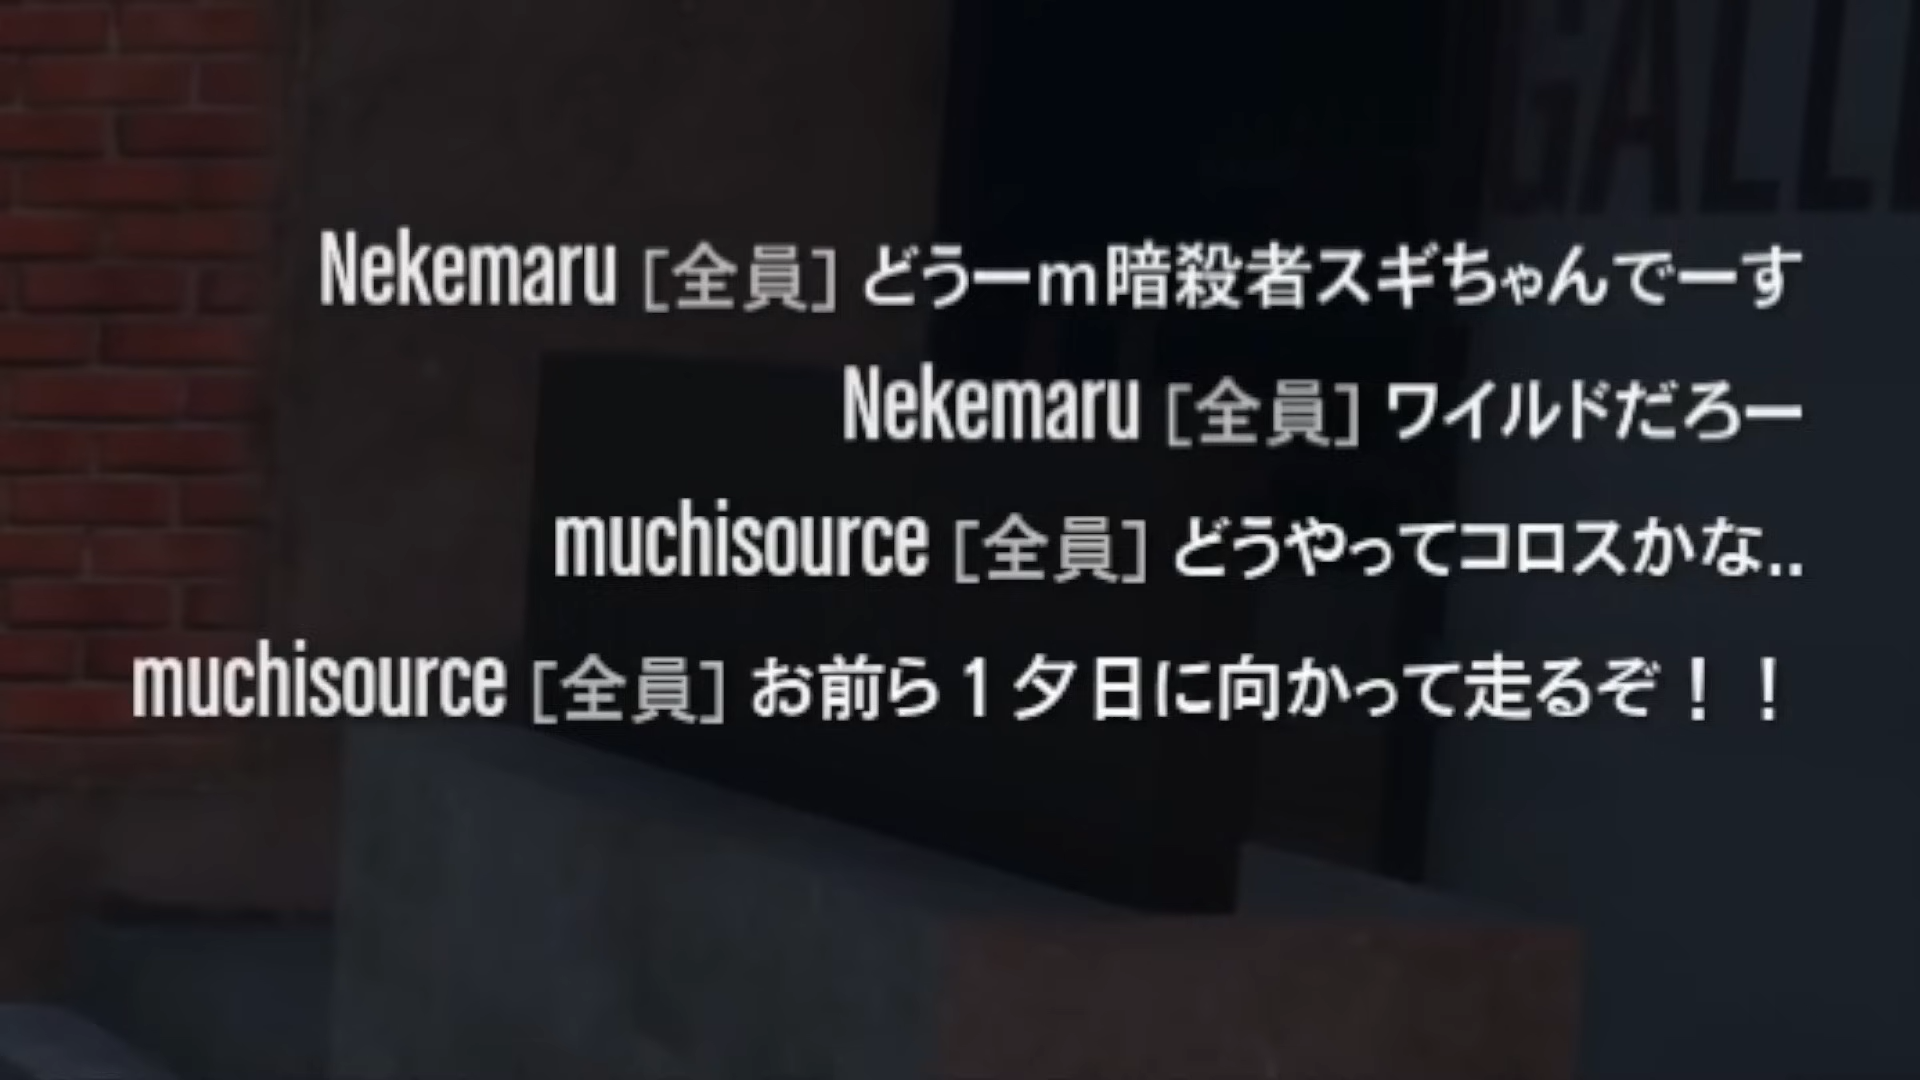 GALL
Nekemaru [全員] どうーm暗殺者スギちゃんでーす
Nekemaru [全員] ワイルドだろー
muchisource [全員] どうやってコロスかな..
muchisource [全員] お前ら１夕日に向かって走るぞ！！